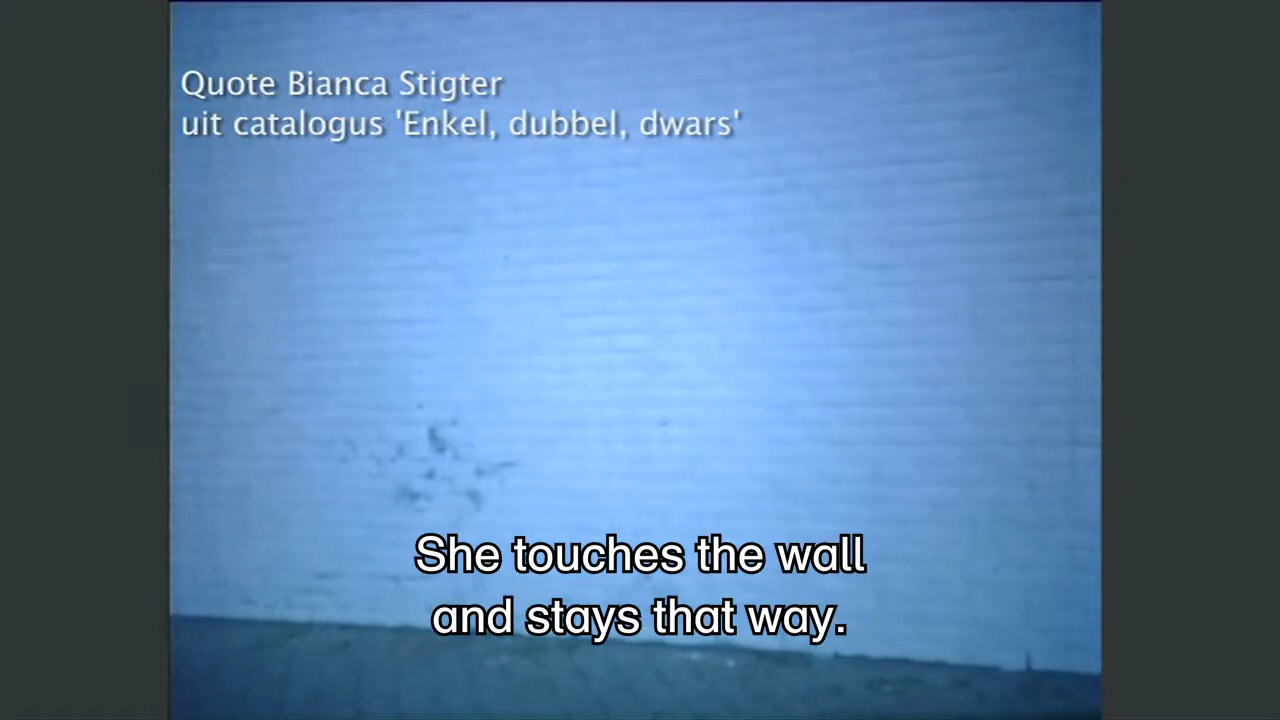 Quote Bianca Stigter
uit catalogus 'Enkel, dubbel, dwars'
She touches the wall
and stays that way.